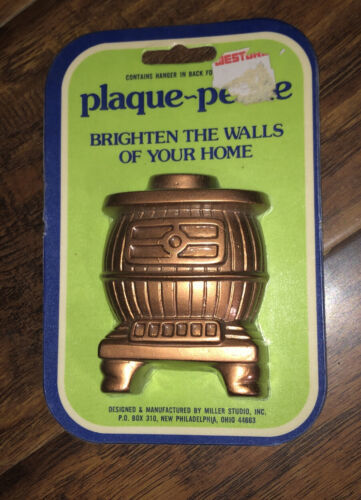 WESTORE
CONTAINS HANGER IN BACK FO
plaque~pe
BRIGHTEN THE WALLS
OF YOUR HOME
DESIGNED & MANUFACTURED BY MILLER STUDIO, INC.
P.O. BOX 310, NEW PHILADELPHIA, OHIO 44663